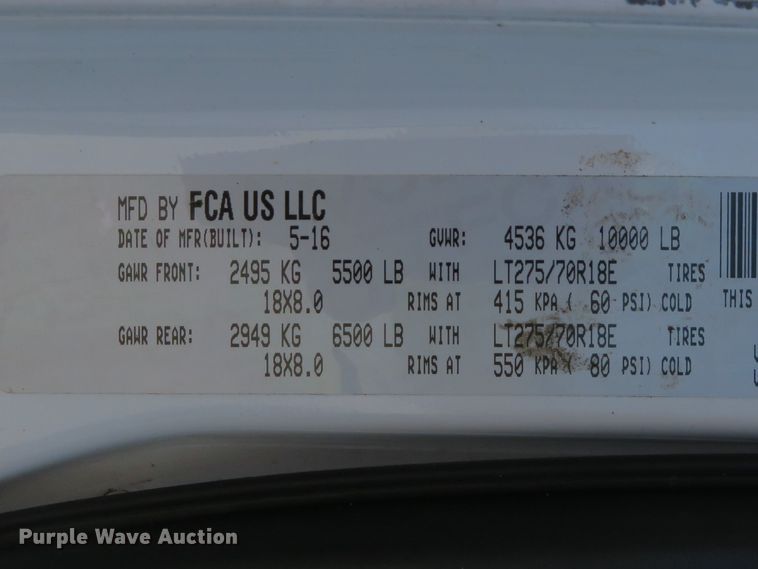 MFD BY FCA US LLC
DATE OF MFR(BUILT): 5-16 GVWR: 4536 KG 10000 LB
GAWR FRONT: 2495 KG 5500 LB WITH LT275/70R18E TIRES
18X8.0 RIMS AT 415 KPA ( 60 PSI) COLD THIS
GAWR REAR: 2949 KG 6500 LB WITH LT275/70R18E TIRES
18X8.0 RIMS AT 550 KPA ( 80 PSI) COLD
Purple Wave Auction